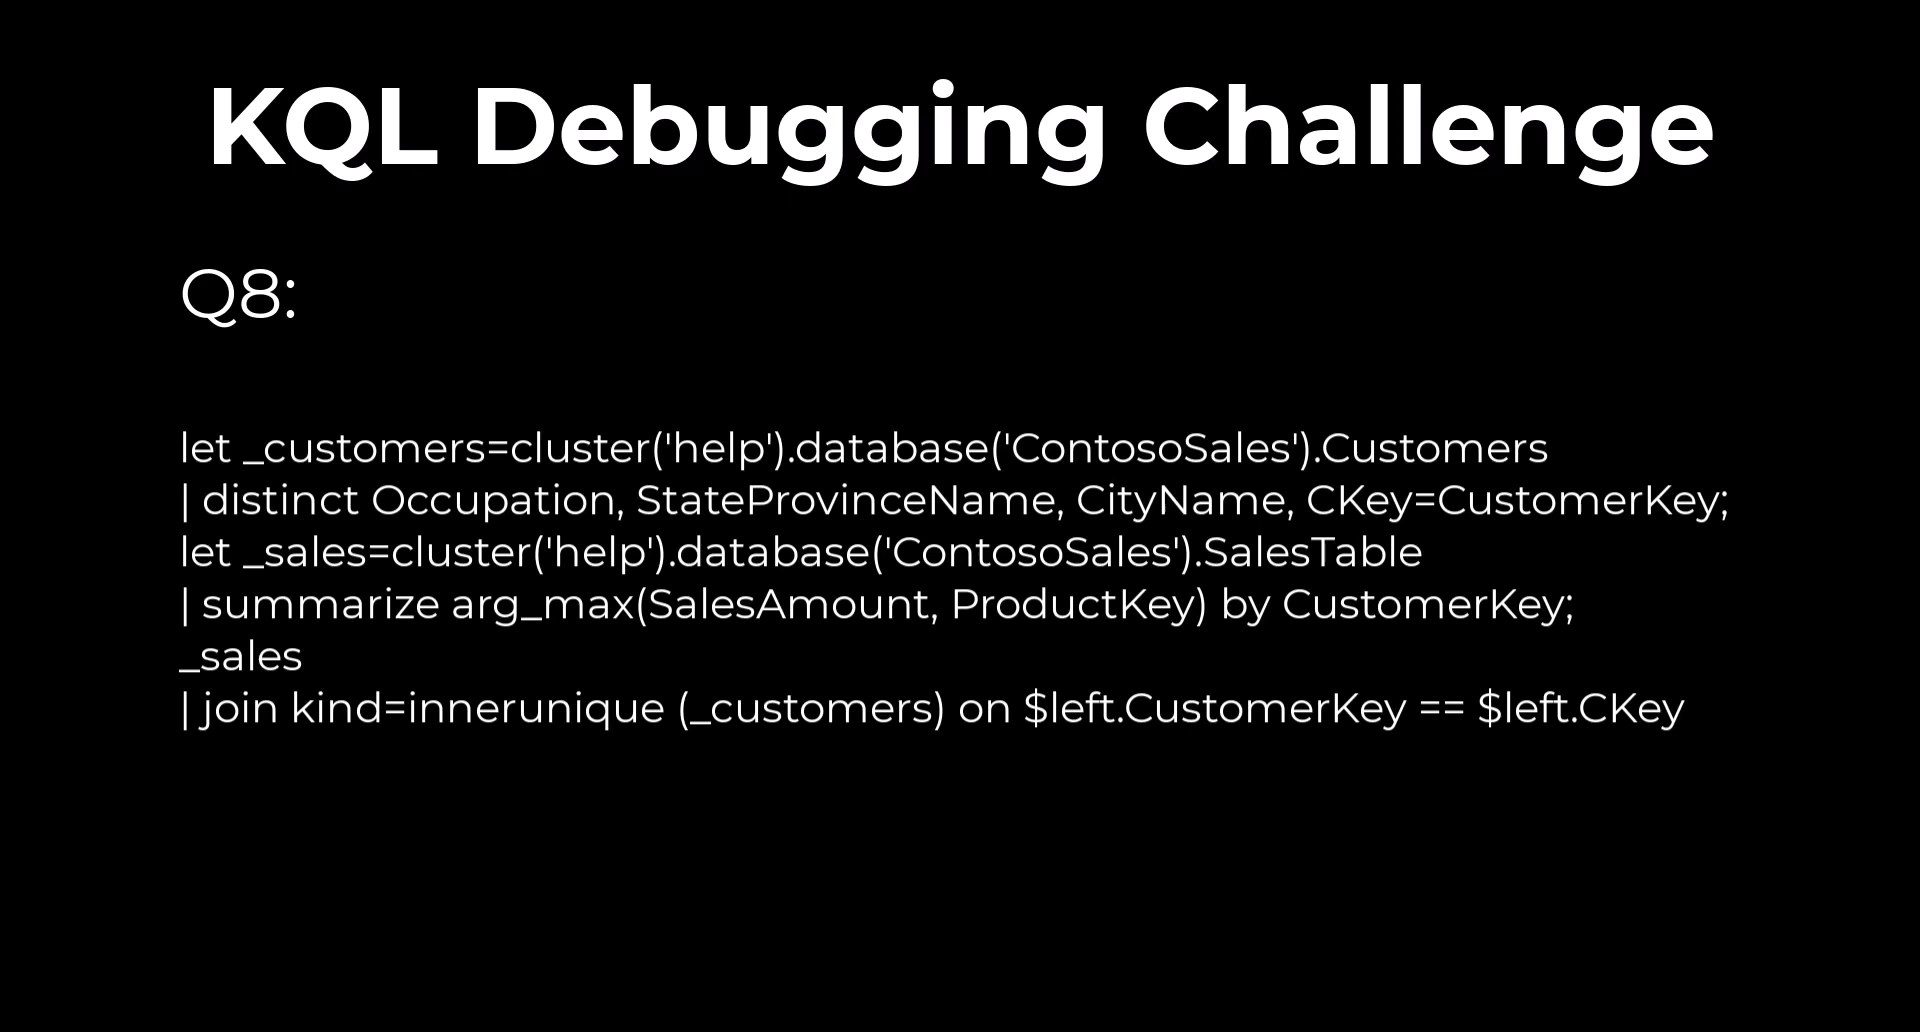 KQL Debugging Challenge
Q8:
let _customers=cluster('help').database('ContosoSales').Customers
| distinct Occupation, StateProvinceName, CityName, CKey=CustomerKey;
let _sales=cluster('help').database('ContosoSales').SalesTable
| summarize arg_max(SalesAmount, ProductKey) by CustomerKey;
_sales
| join kind=innerunique (_customers) on $left.CustomerKey == $left.CKey